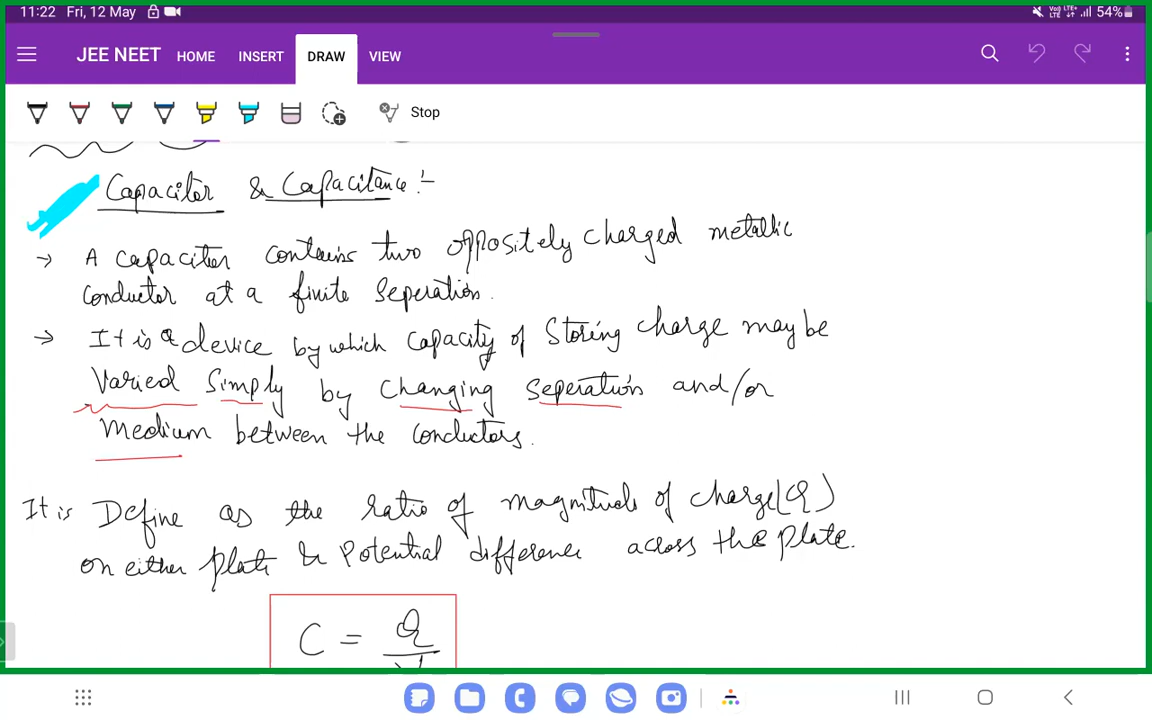 11:22 Fri, 12 May 54%
JEE NEET HOME INSERT DRAW VIEW
Stop
Capacitor & Capacitance :-
→ A capacitor contains two oppositely charged metallic
conductor at a finite seperation.
→ It is a device by which capacity of storing charge may be
varied simply by changing seperation and/or
medium between the conductors.
It is Define as the ratio of magnitude of charge (Q)
on either plate & potential difference across the plate.
C = Q